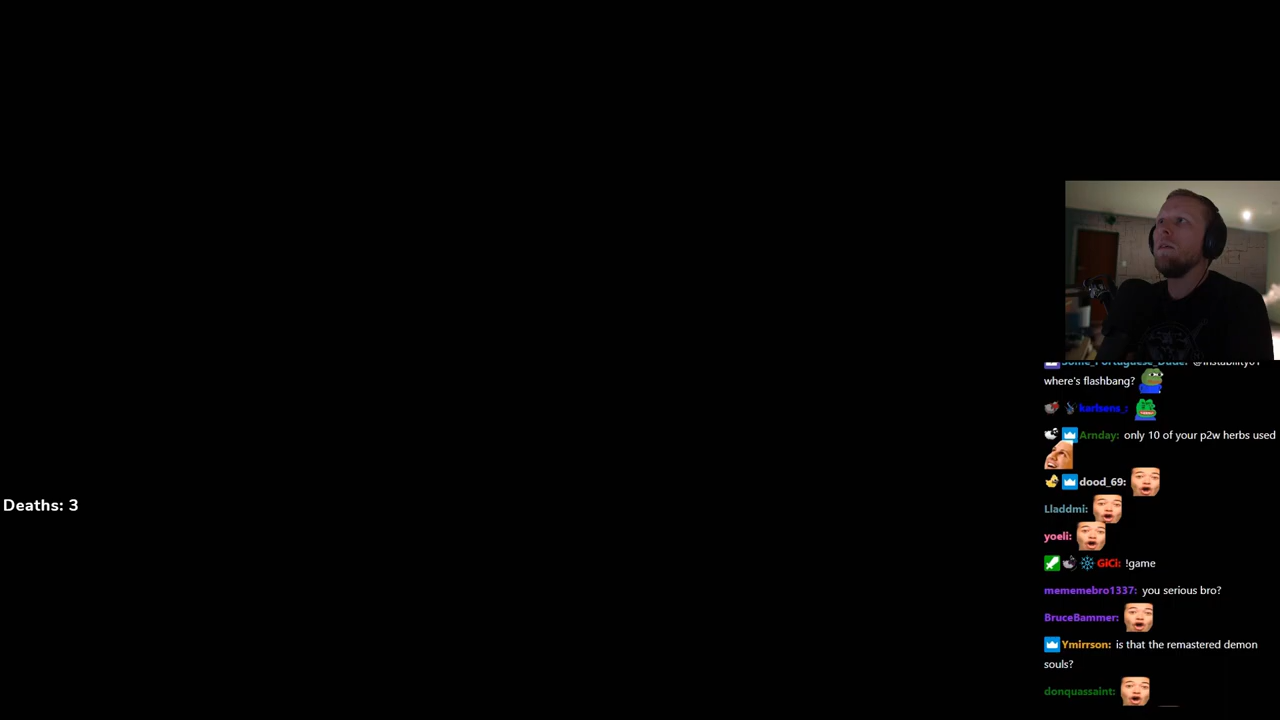 Deaths: 3
where's flashbang?
karlsens_:
Arnday: only 10 of your p2w herbs used
dood_69:
Lladdmi:
yoeli:
GiCi: !game
mememebro1337: you serious bro?
BruceBammer:
Ymirrson: is that the remastered demon
souls?
donquassaint: